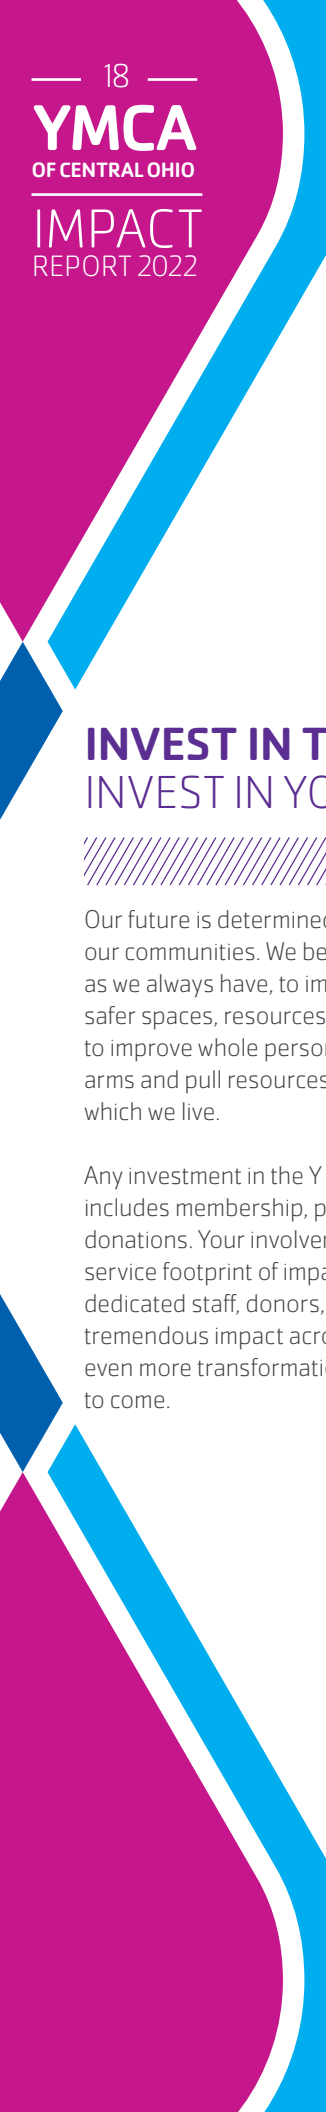 18
YMCA
OF CENTRAL OHIO
IMPACT
REPORT 2022
INVEST IN T
INVEST IN YO
Our future is determined
our communities. We be
as we always have, to im
safer spaces, resources
to improve whole person
arms and pull resources
which we live.
Any investment in the Y
includes membership, p
donations. Your involver
service footprint of impa
dedicated staff, donors,
tremendous impact acro
even more transformatio
to come.